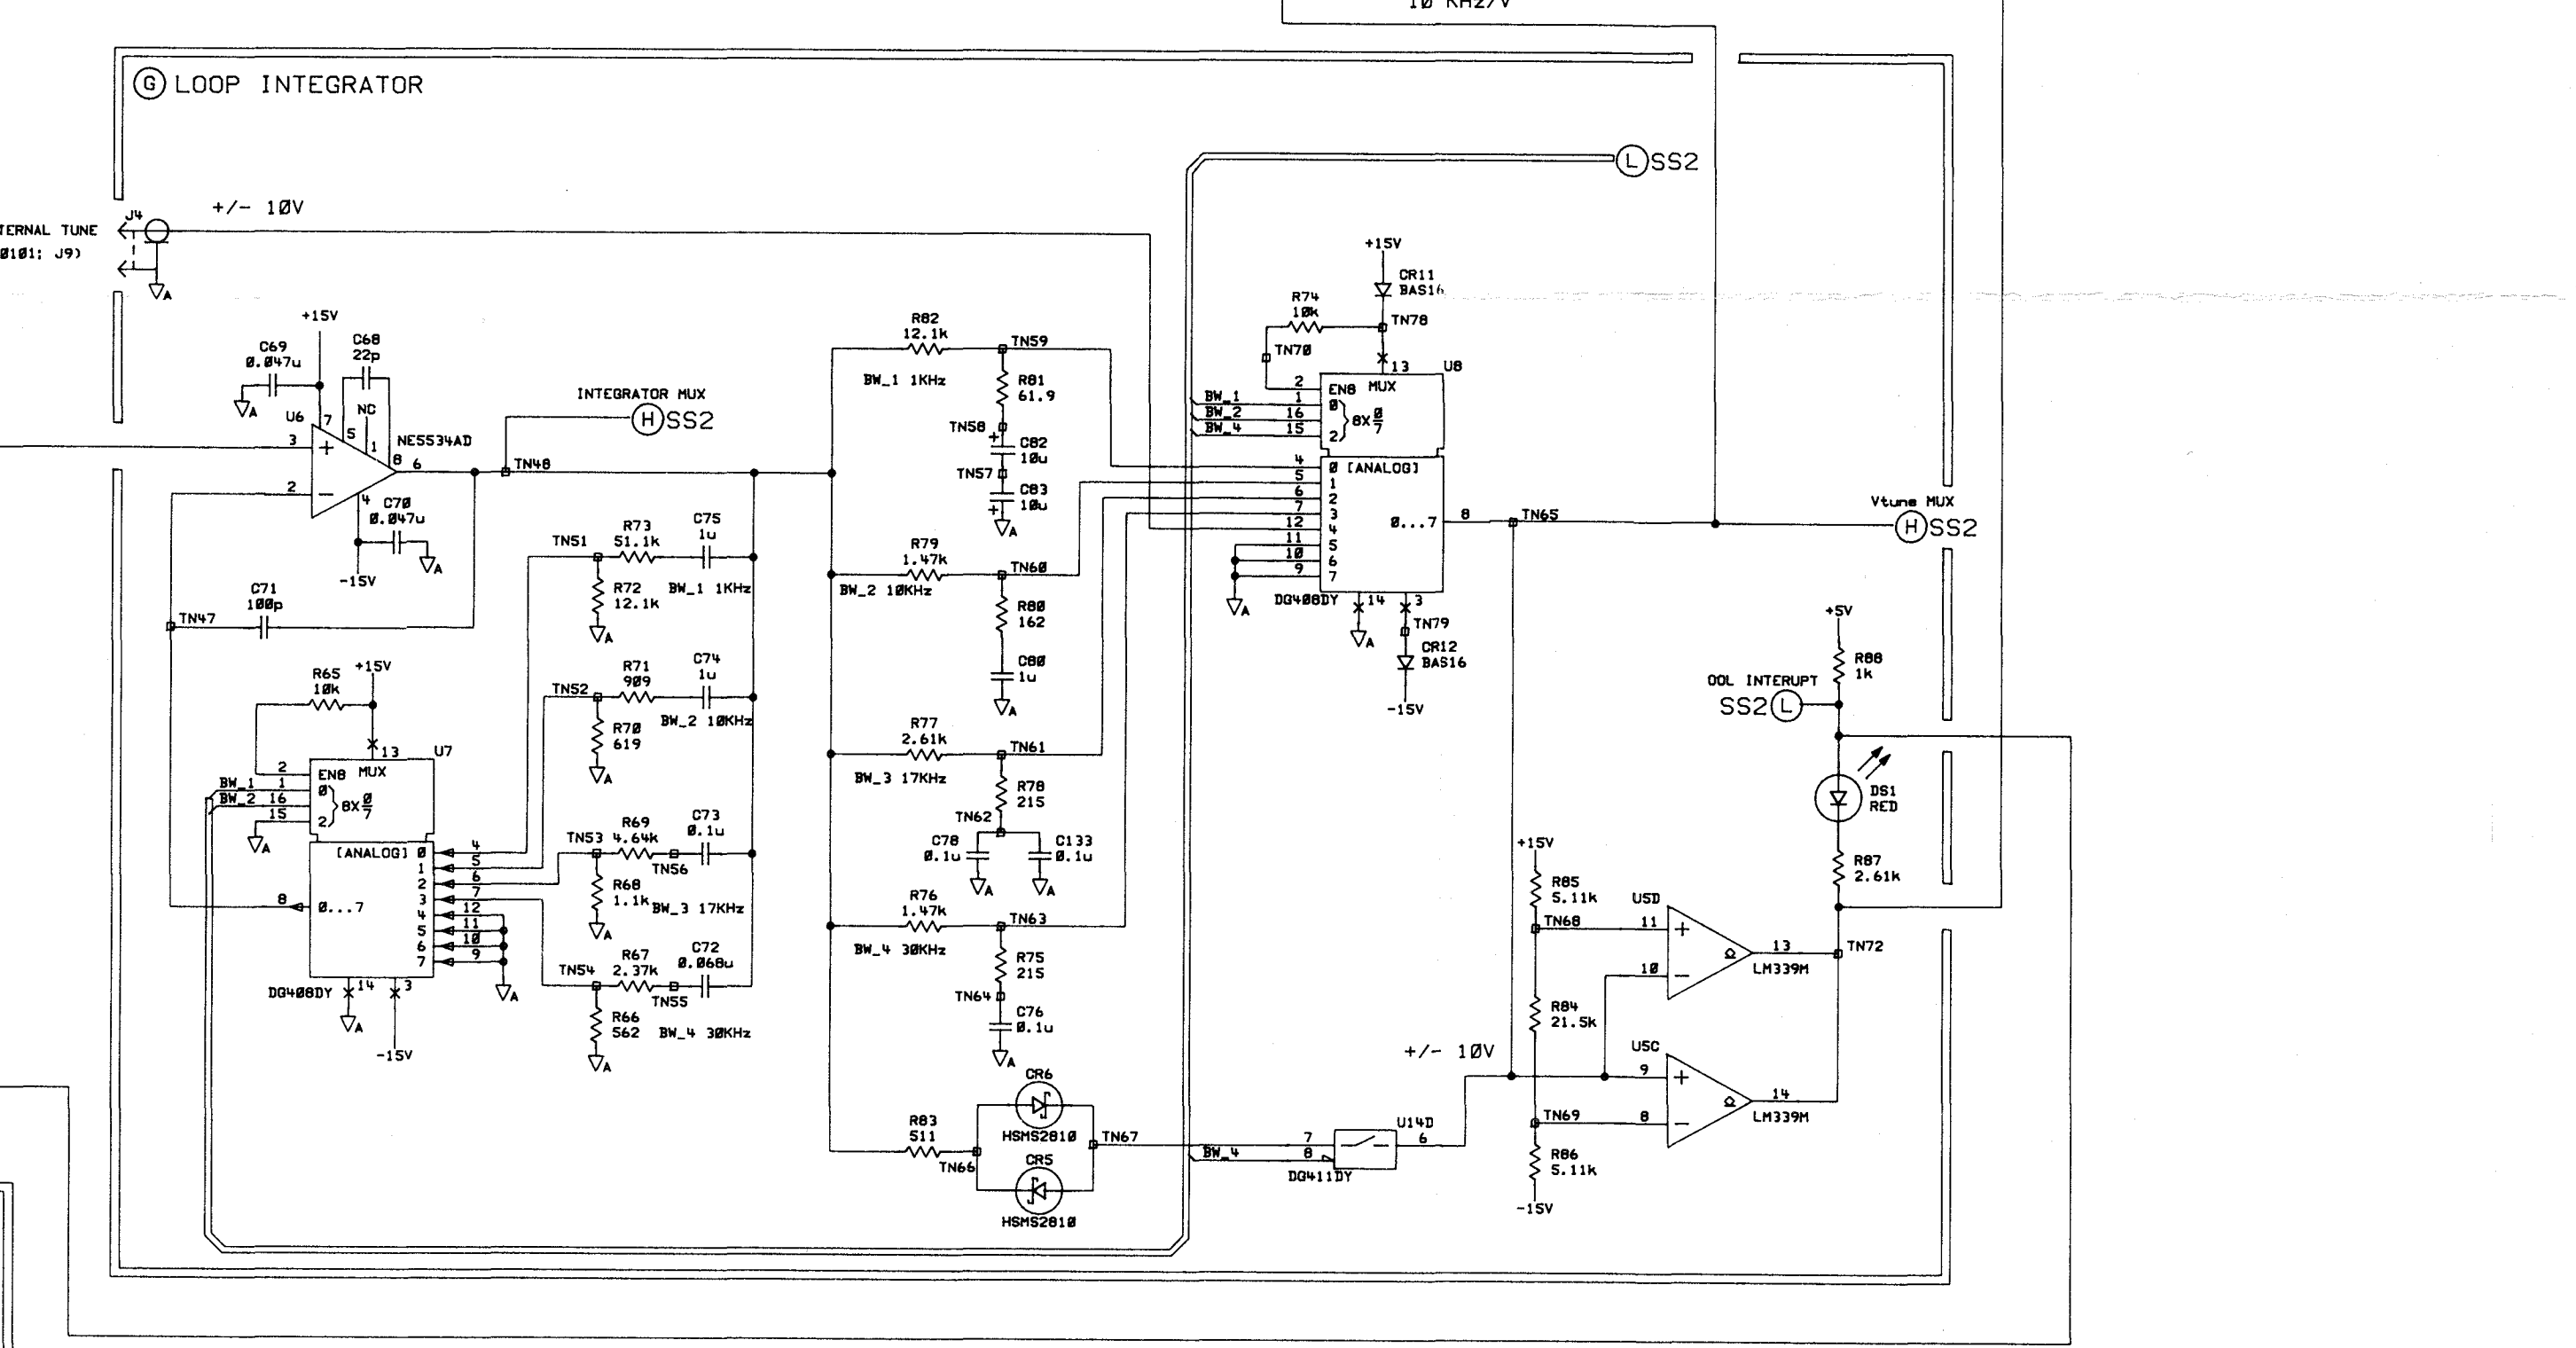 10 KHz/V
G LOOP INTEGRATOR
L SS2
J4
+/- 10V
TERNAL TUNE
0101; J9)
A
+15V
C69
0.047u
C68
22p
A
U6
7
5
NC
1
8
NE5534AD
3
+
6
2
−
4
C70
0.047u
A
-15V
C71
100p
TN47
INTEGRATOR MUX
H SS2
TN48
R65
10k
+15V
13
U7
2
EN8 MUX
BW_1
1
0
BW_2
16
8X 0/7
15
2
A
[ANALOG] 0
4
1
5
2
6
3
7
4
12
5
11
6
10
7
9
8
0...7
A
DG408DY
14
3
A
-15V
TN51
R73
51.1k
C75
1u
R72
12.1k
BW_1 1KHz
A
TN52
R71
909
C74
1u
R70
619
BW_2 10KHz
A
TN53
R69
4.64k
C73
0.1u
TN56
R68
1.1k
BW_3 17KHz
A
TN54
R67
2.37k
C72
0.068u
TN55
R66
562
BW_4 30KHz
A
R82
12.1k
TN59
BW_1 1KHz
R81
61.9
TN58
+
C82
10u
TN57
C83
10u
+
A
R79
1.47k
TN60
BW_2 10KHz
R80
162
C80
1u
A
R77
2.61k
TN61
BW_3 17KHz
R78
215
TN62
C78
0.1u
C133
0.1u
A
A
R76
1.47k
TN63
BW_4 30KHz
R75
215
TN64
C76
0.1u
A
CR6
HSMS2810
R83
511
TN66
TN67
CR5
HSMS2810
+15V
CR11
BAS16
R74
10k
TN78
TN70
13
U8
2
EN8 MUX
BW_1
1
0
BW_2
16
8X 0/7
BW_4
15
2
4
0 [ANALOG]
5
1
6
2
7
3
12
4
11
5
10
6
9
7
0...7
8
TN65
A
DG408DY
14
3
A
TN79
CR12
BAS16
-15V
Vtune MUX
H SS2
+5V
R88
1k
OOL INTERUPT
SS2 L
DS1
RED
R87
2.61k
+15V
R85
5.11k
TN68
U5D
11
+
13
10
−
LM339M
TN72
R84
21.5k
+/- 10V
U5C
9
+
14
8
−
LM339M
TN69
R86
5.11k
-15V
U14D
7
6
BW_4
8
DG411DY